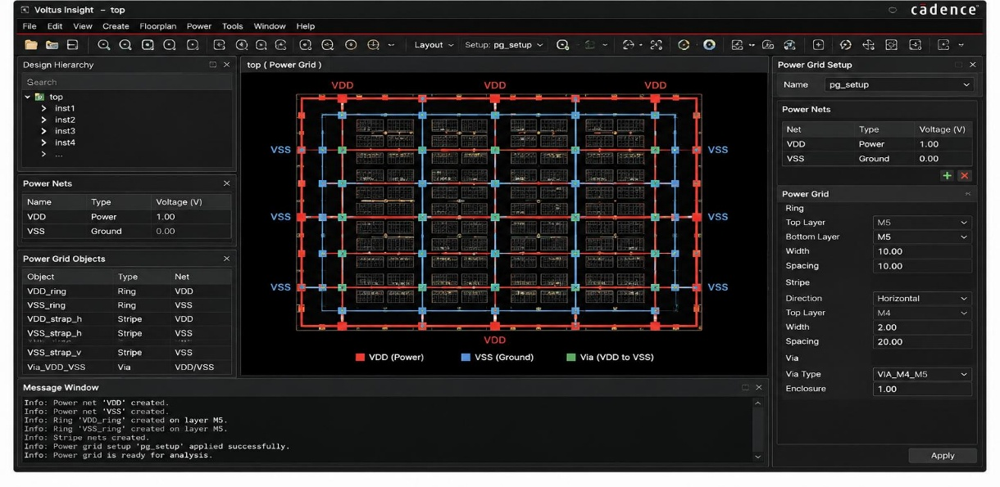 Voltus Insight – top
cādence
File Edit View Create Floorplan Power Tools Window Help
Layout Setup: pg_setup
Design Hierarchy
Search
top
inst1
inst2
inst3
inst4
...
Power Nets
Name Type Voltage (V)
VDD Power 1.00
VSS Ground 0.00
Power Grid Objects
Object Type Net
VDD_ring Ring VDD
VSS_ring Ring VSS
VDD_strap_h Stripe VDD
VSS_strap_h Stripe VSS
VSS_strap_v Stripe VSS
Via_VDD_VSS Via VDD/VSS
top ( Power Grid )
VDD VDD VDD
VSS VSS
VSS VSS
VSS VSS
VDD
VDD (Power) VSS (Ground) Via (VDD to VSS)
Message Window
Info: Power net 'VDD' created.
Info: Power net 'VSS' created.
Info: Ring 'VDD_ring' created on layer M5.
Info: Ring 'VSS_ring' created on layer M5.
Info: Stripe nets created.
Info: Power grid setup 'pg_setup' applied successfully.
Info: Power grid is ready for analysis.
Power Grid Setup
Name pg_setup
Power Nets
Net Type Voltage (V)
VDD Power 1.00
VSS Ground 0.00
Power Grid
Ring
Top Layer M5
Bottom Layer M5
Width 10.00
Spacing 10.00
Stripe
Direction Horizontal
Top Layer M4
Width 2.00
Spacing 20.00
Via
Via Type VIA_M4_M5
Enclosure 1.00
Apply